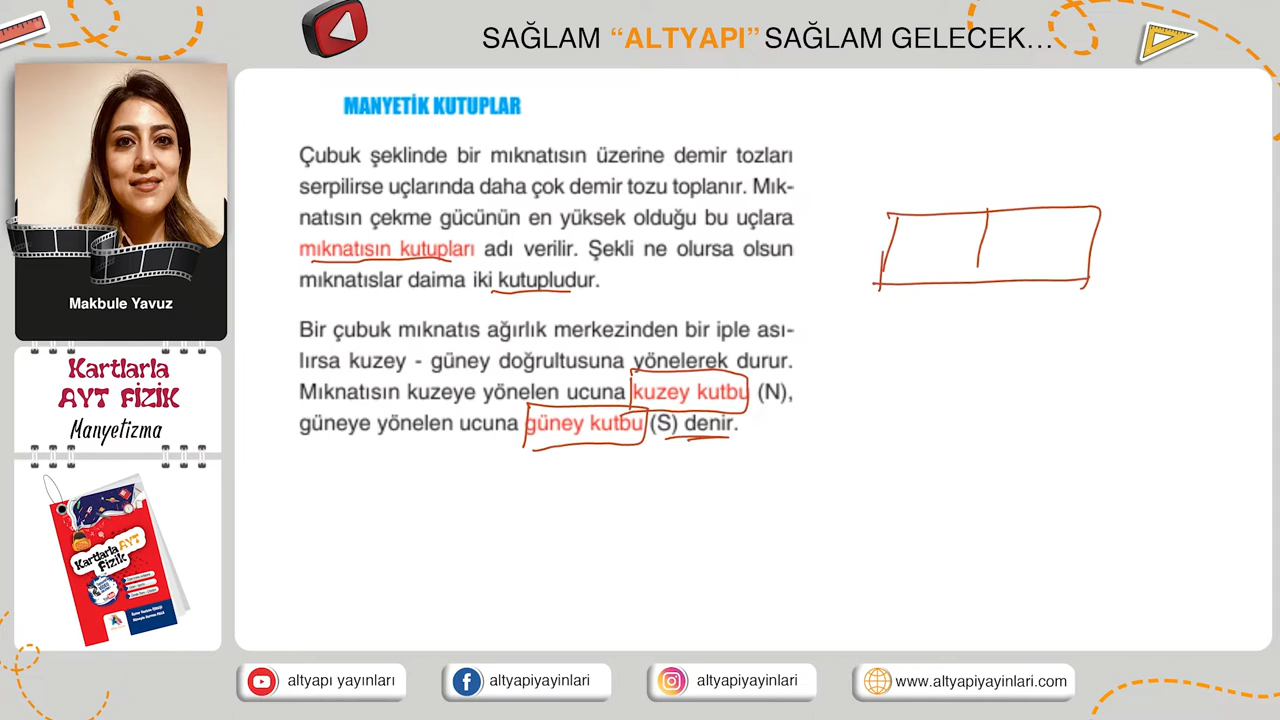 SAĞLAM “ALTYAPI” SAĞLAM GELECEK...
Makbule Yavuz
Kartlarla
AYT FİZİK
Manyetizma
Kartlarla AYT
Fizik
MANYETİK KUTUPLAR
Çubuk şeklinde bir mıknatısın üzerine demir tozları
serpilirse uçlarında daha çok demir tozu toplanır. Mık-
natısın çekme gücünün en yüksek olduğu bu uçlara
mıknatısın kutupları adı verilir. Şekli ne olursa olsun
mıknatıslar daima iki kutupludur.
Bir çubuk mıknatıs ağırlık merkezinden bir iple ası-
lırsa kuzey - güney doğrultusuna yönelerek durur.
Mıknatısın kuzeye yönelen ucuna kuzey kutbu (N),
güneye yönelen ucuna güney kutbu (S) denir.
altyapı yayınları
altyapiyayinlari
altyapiyayinlari
www.altyapiyayinlari.com